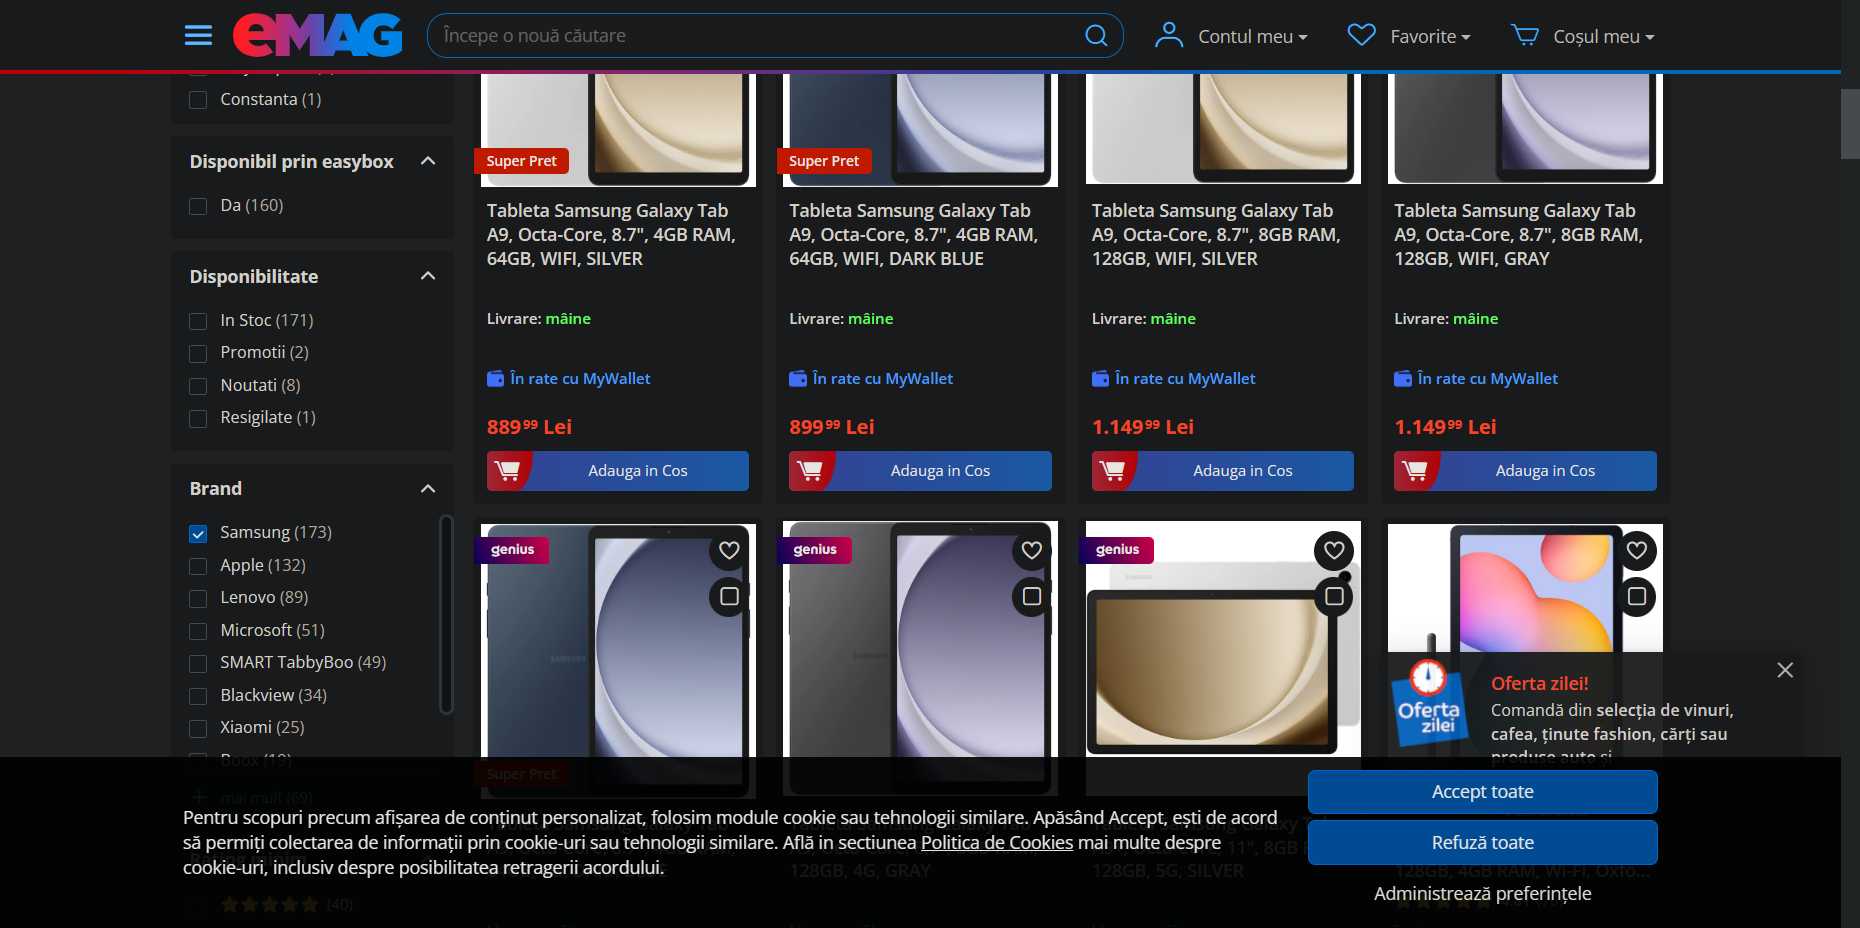 eMAG
Începe o nouă căutare
Contul meu
Favorite
Coșul meu
Constanta (1)
Disponibil prin easybox
Da (160)
Disponibilitate
In Stoc (171)
Promotii (2)
Noutati (8)
Resigilate (1)
Brand
Samsung (173)
Apple (132)
Lenovo (89)
Microsoft (51)
SMART TabbyBoo (49)
Blackview (34)
Xiaomi (25)
Boox (19)
mai mult (69)
(40)
Super Pret
Tableta Samsung Galaxy Tab
A9, Octa-Core, 8.7", 4GB RAM,
64GB, WIFI, SILVER
Livrare: mâine
În rate cu MyWallet
889⁹⁹ Lei
Adauga in Cos
Super Pret
Tableta Samsung Galaxy Tab
A9, Octa-Core, 8.7", 4GB RAM,
64GB, WIFI, DARK BLUE
Livrare: mâine
În rate cu MyWallet
899⁹⁹ Lei
Adauga in Cos
Tableta Samsung Galaxy Tab
A9, Octa-Core, 8.7", 8GB RAM,
128GB, WIFI, SILVER
Livrare: mâine
În rate cu MyWallet
1.149⁹⁹ Lei
Adauga in Cos
Tableta Samsung Galaxy Tab
A9, Octa-Core, 8.7", 8GB RAM,
128GB, WIFI, GRAY
Livrare: mâine
În rate cu MyWallet
1.149⁹⁹ Lei
Adauga in Cos
genius
SAMSUNG
Super Pret
genius
SAMSUNG
128GB, 4G, GRAY
genius
SAMSUNG
11", 8GB
128GB, 5G, SILVER
128GB, 4GB RAM, Wi-Fi, Oxfo...
Oferta
zilei
Oferta zilei!
Comandă din selecția de vinuri,
cafea, ținute fashion, cărți sau
produse auto și
Pentru scopuri precum afișarea de conținut personalizat, folosim module cookie sau tehnologii similare. Apăsând Accept, ești de acord
să permiți colectarea de informații prin cookie-uri sau tehnologii similare. Află in sectiunea Politica de Cookies mai multe despre
cookie-uri, inclusiv despre posibilitatea retragerii acordului.
Accept toate
Refuză toate
Administrează preferințele